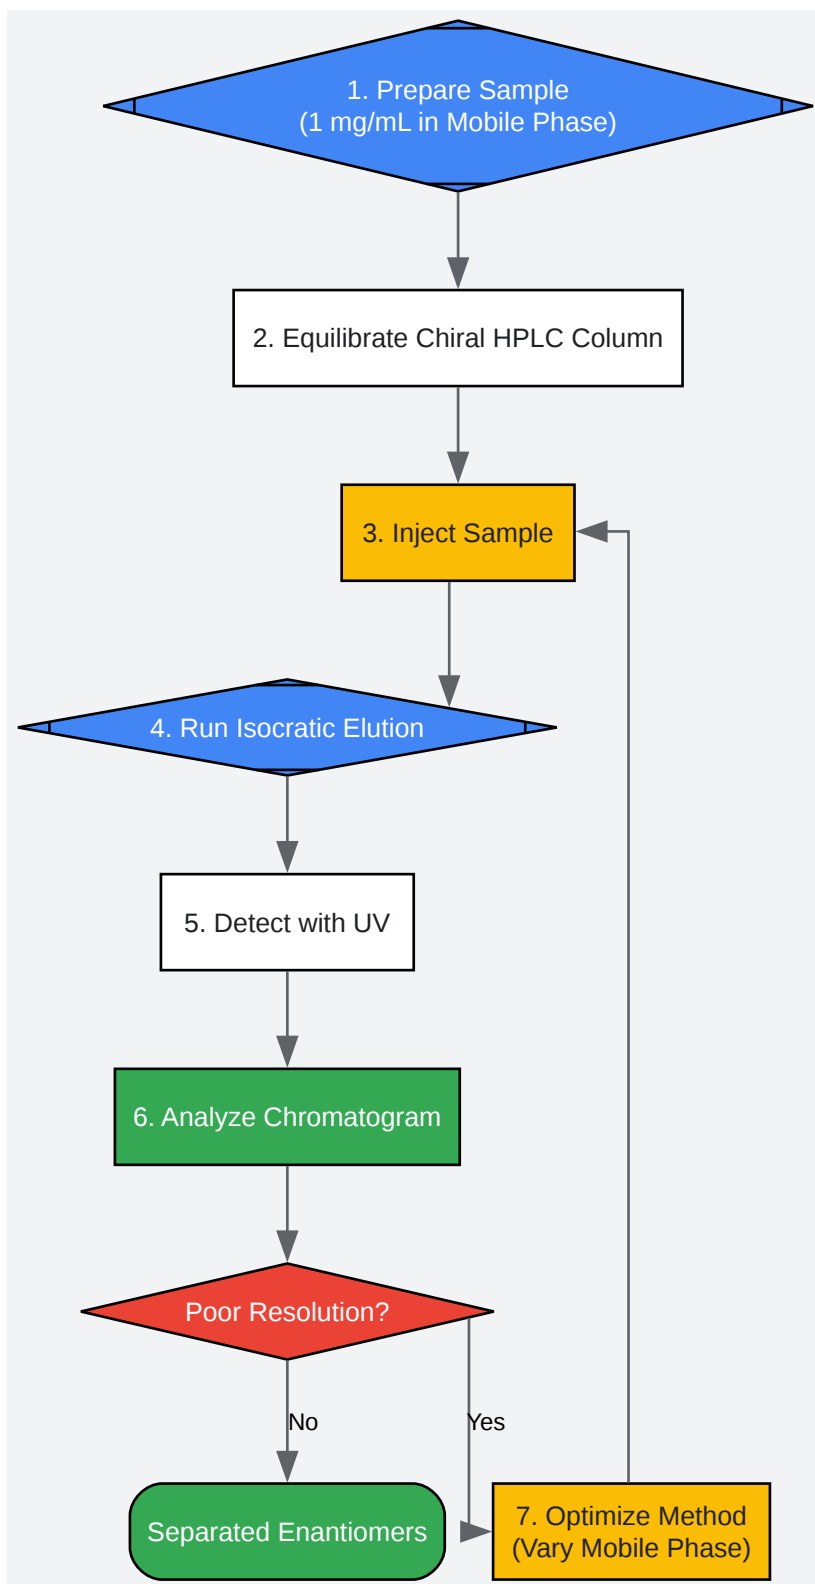 1. Prepare Sample
(1 mg/mL in Mobile Phase)
2. Equilibrate Chiral HPLC Column
3. Inject Sample
4. Run Isocratic Elution
5. Detect with UV
6. Analyze Chromatogram
Poor Resolution?
No
Yes
Separated Enantiomers
7. Optimize Method
(Vary Mobile Phase)